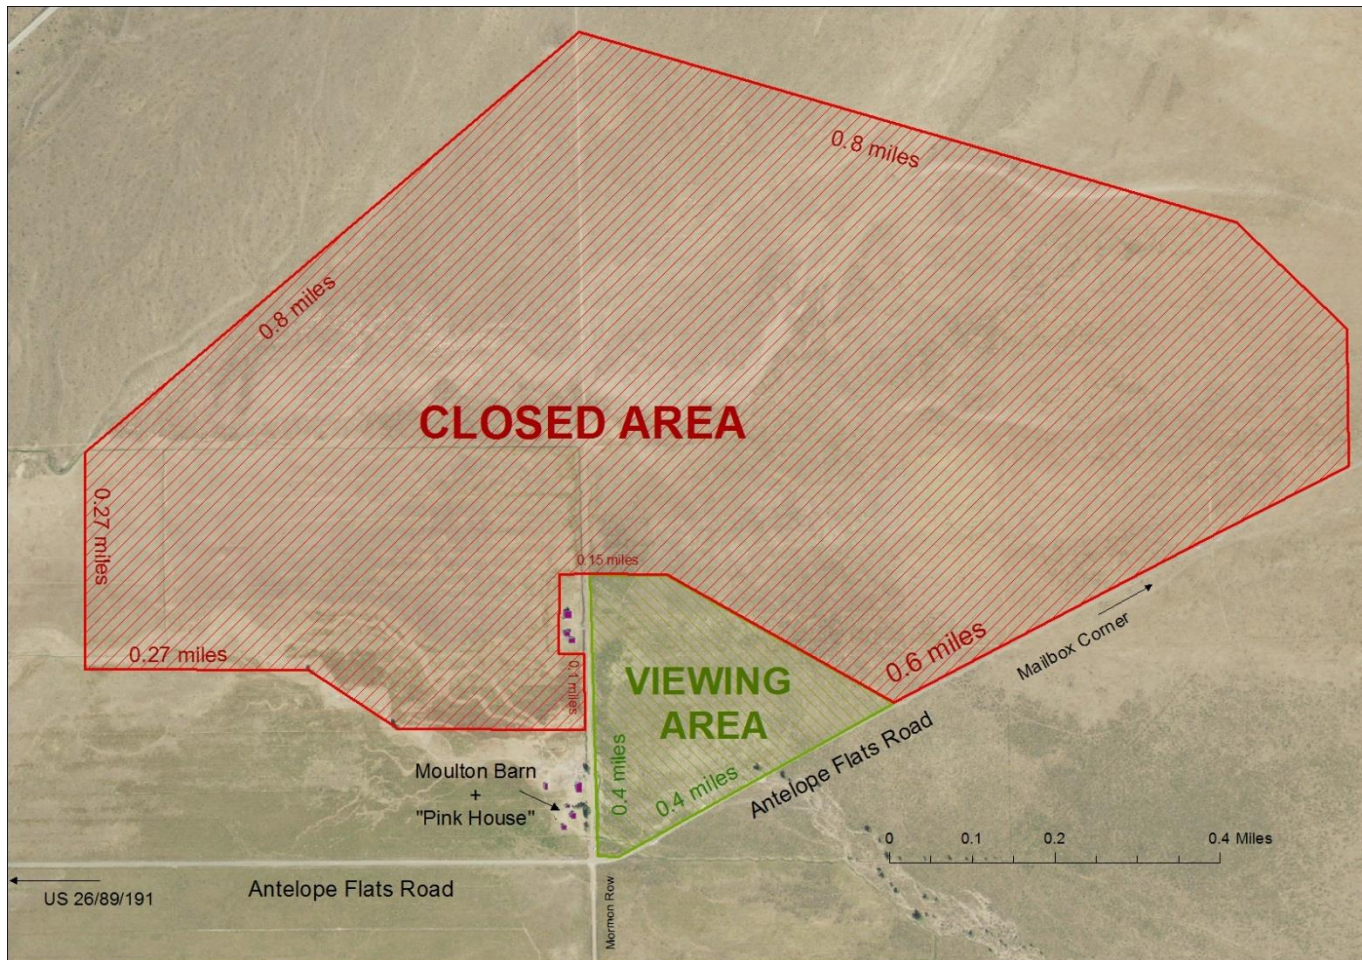 0.8 miles
0.8 miles
CLOSED AREA
0.27 miles
0.15 miles
0.27 miles
0.1 miles
0.6 miles
Mailbox Corner
VIEWING
AREA
0.4 miles
0.4 miles
Antelope Flats Road
Moulton Barn
+
"Pink House"
0 0.1 0.2 0.4 Miles
Antelope Flats Road
US 26/89/191
Mormon Row